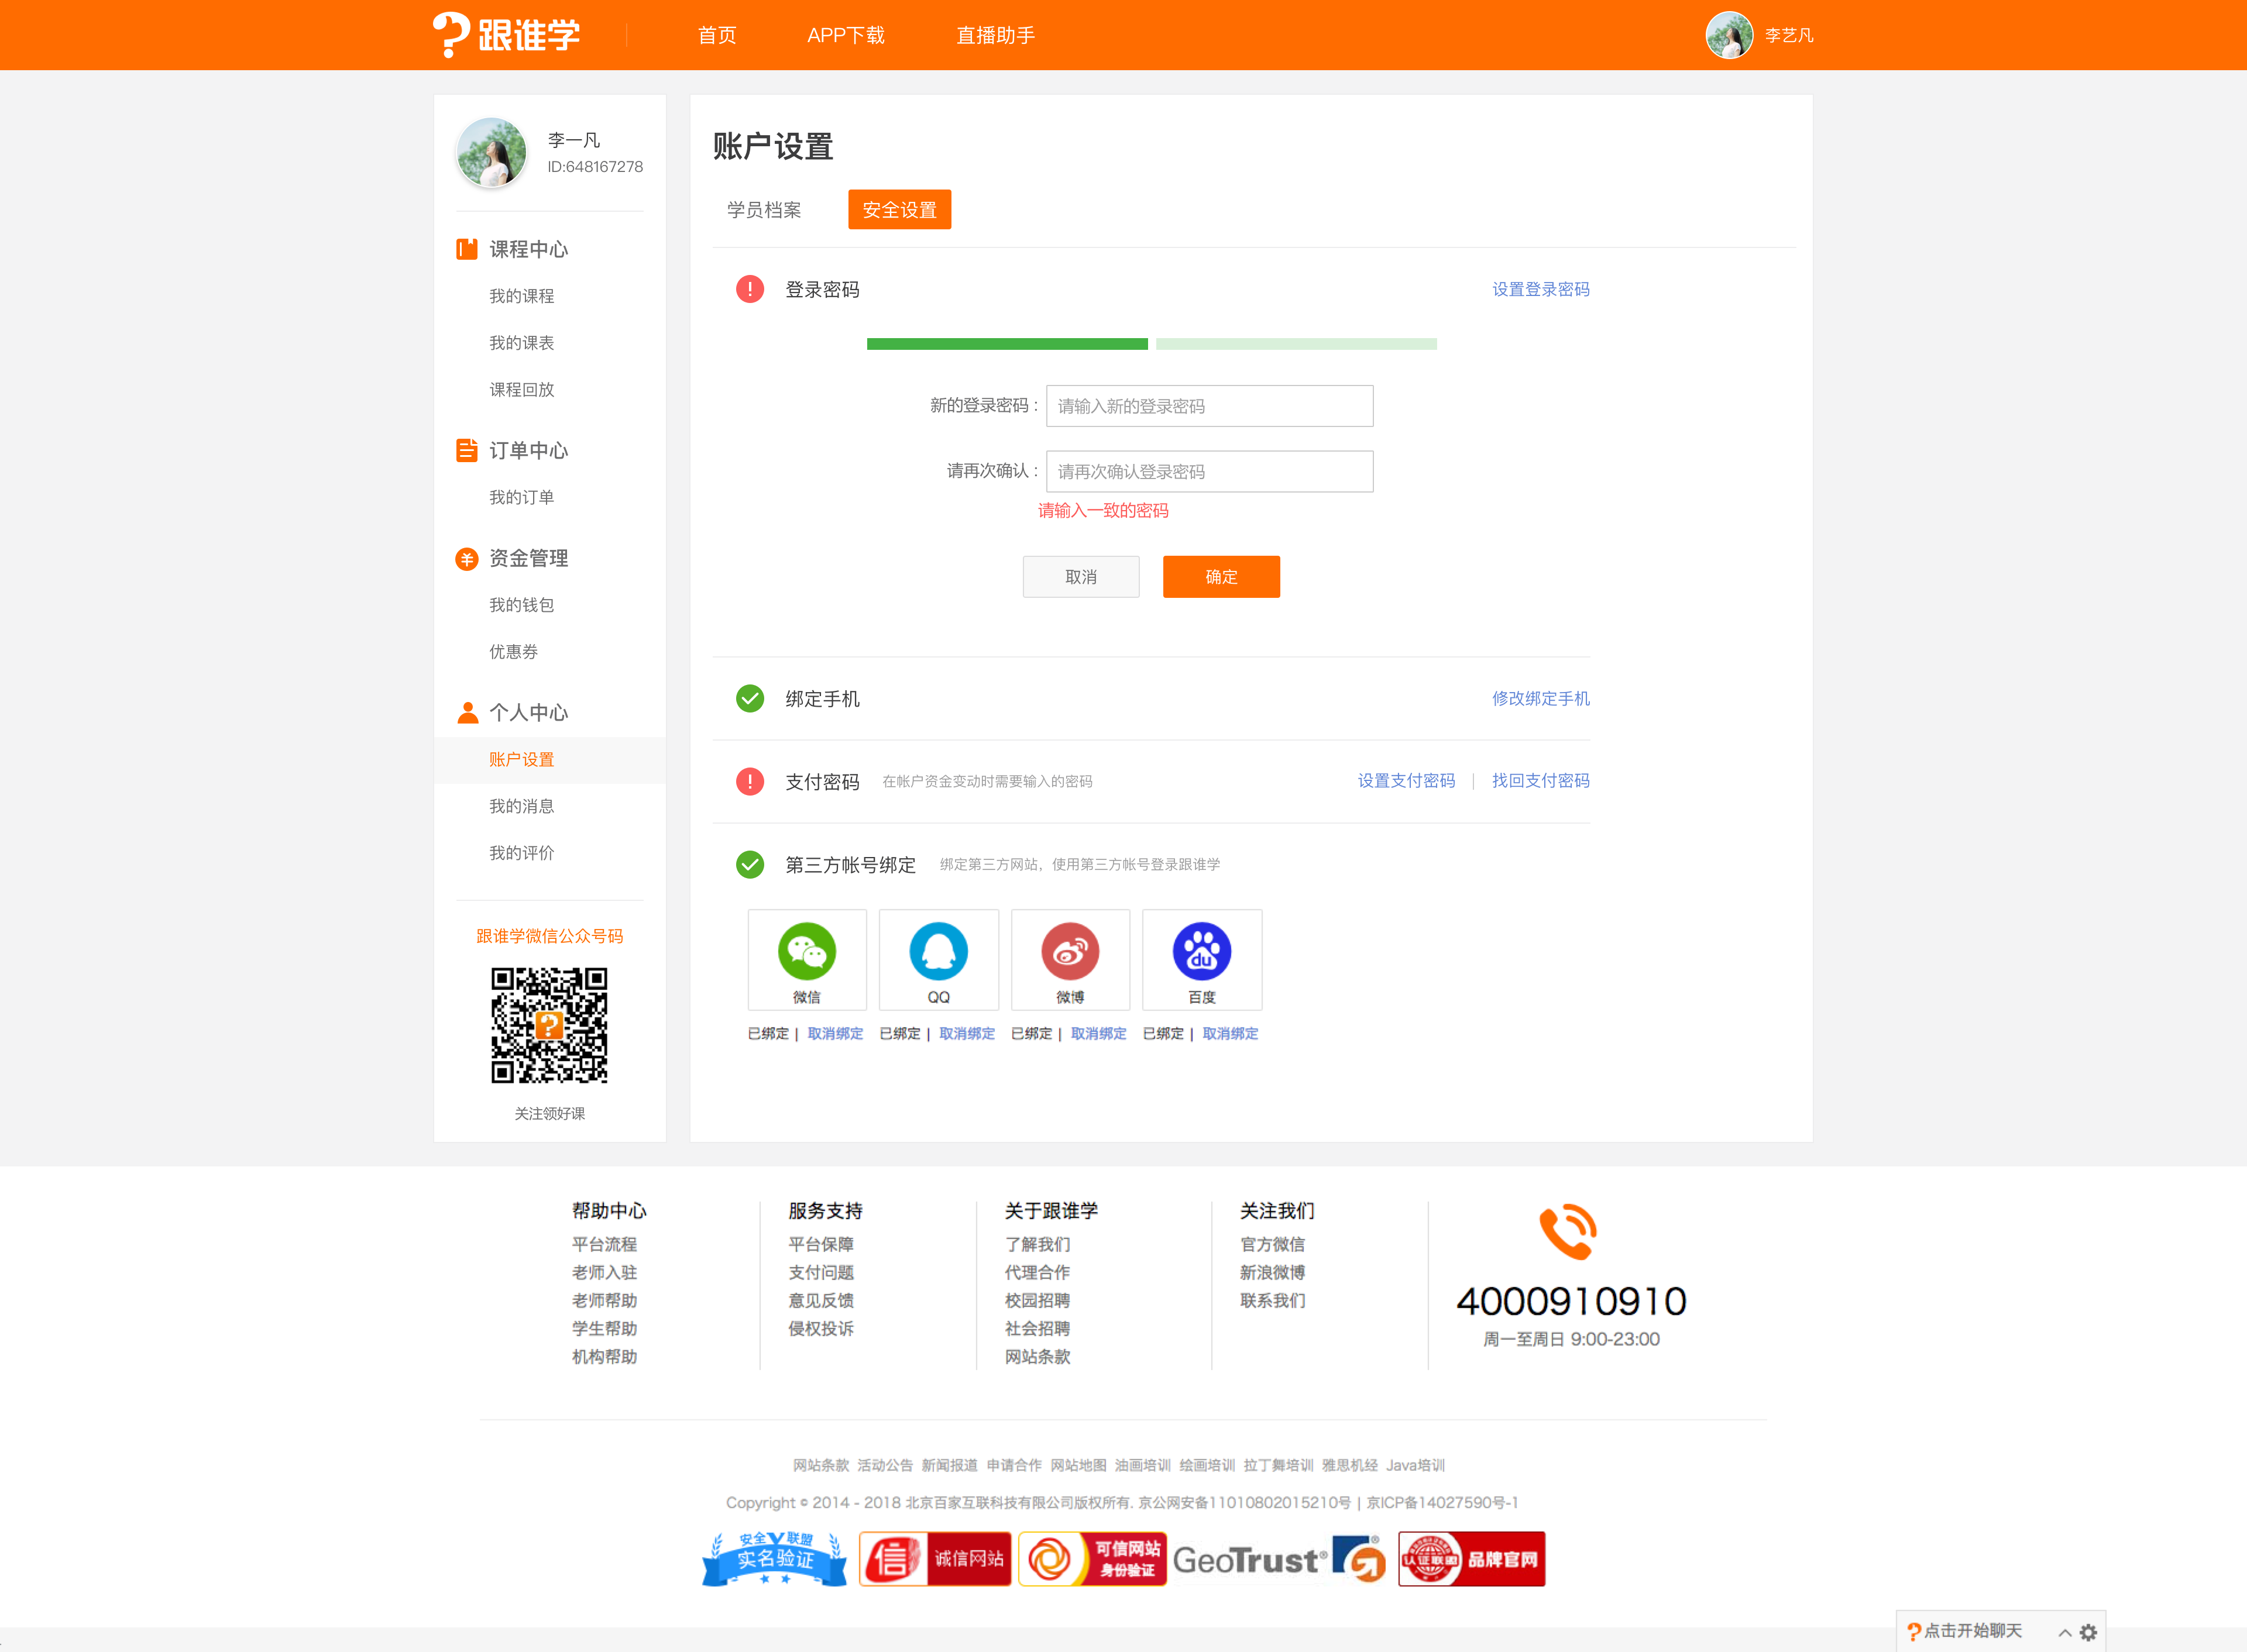 跟谁学
首页 APP下载 直播助手 李艺凡
李一凡
ID:648167278
课程中心
我的课程
我的课表
课程回放
订单中心
我的订单
资金管理
我的钱包
优惠券
个人中心
账户设置
我的消息
我的评价
跟谁学微信公众号码
关注领好课
账户设置
学员档案 安全设置
登录密码 设置登录密码
新的登录密码： 请输入新的登录密码
请再次确认： 请再次确认登录密码
请输入一致的密码
取消 确定
绑定手机 修改绑定手机
支付密码 在帐户资金变动时需要输入的密码 设置支付密码 | 找回支付密码
第三方帐号绑定 绑定第三方网站，使用第三方帐号登录跟谁学
du
微信 QQ 微博 百度
已绑定 | 取消绑定 已绑定 | 取消绑定 已绑定 | 取消绑定 已绑定 | 取消绑定
帮助中心
平台流程
老师入驻
老师帮助
学生帮助
机构帮助
服务支持
平台保障
支付问题
意见反馈
侵权投诉
关于跟谁学
了解我们
代理合作
校园招聘
社会招聘
网站条款
关注我们
官方微信
新浪微博
联系我们
4000910910
周一至周日 9:00-23:00
网站条款 活动公告 新闻报道 申请合作 网站地图 油画培训 绘画培训 拉丁舞培训 雅思机经 Java培训
Copyright © 2014 - 2018 北京百家互联科技有限公司版权所有. 京公网安备11010802015210号 | 京ICP备14027590号-1
安全联盟
实名验证
信 诚信网站
可信网站
身份验证
GeoTrust®
认证联盟 品牌官网
点击开始聊天